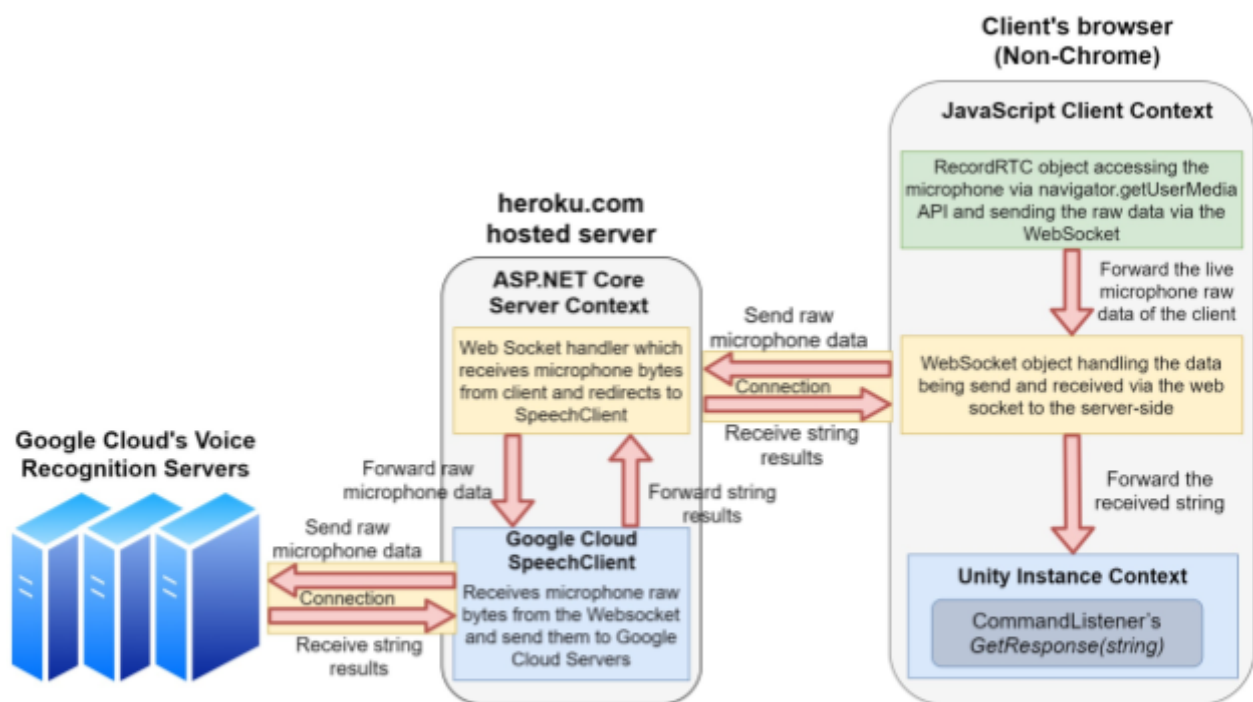 Client's browser
(Non-Chrome)
JavaScript Client Context
RecordRTC object accessing the
microphone via navigator.getUserMedia
API and sending the raw data via the
WebSocket
Forward the live
microphone raw
data of the client
WebSocket object handling the data
being send and received via the web
socket to the server-side
Forward the
received string
Unity Instance Context
CommandListener's
GetResponse(string)
heroku.com
hosted server
ASP.NET Core
Server Context
Web Socket handler which
receives microphone bytes
from client and redirects to
SpeechClient
Send raw
microphone data
Connection
Receive string
results
Forward raw
microphone data
Forward string
results
Google Cloud
SpeechClient
Receives microphone raw
bytes from the Websocket
and send them to Google
Cloud Servers
Google Cloud's Voice
Recognition Servers
Send raw
microphone data
Connection
Receive string
results